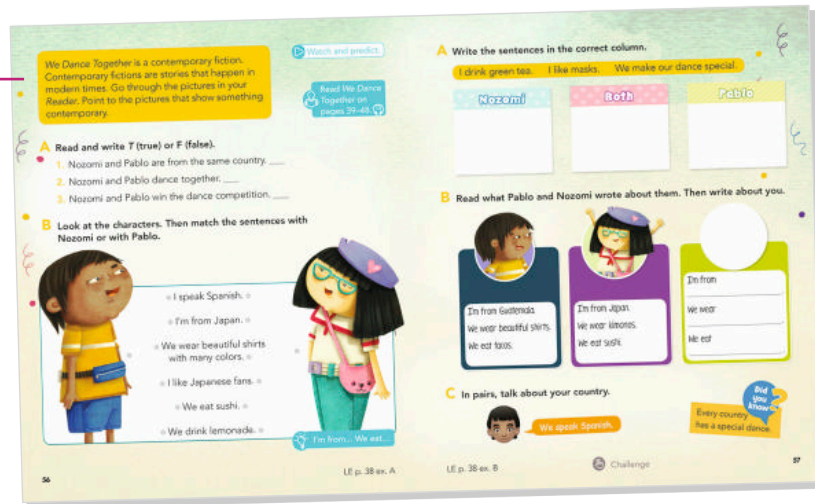 We Dance Together is a contemporary fiction.
Contemporary fictions are stories that happen in
modern times. Go through the pictures in your
Reader. Point to the pictures that show something
contemporary.
Watch and predict.
Read We Dance
Together on
pages 39–48.
A Read and write T (true) or F (false).
1. Nozomi and Pablo are from the same country. ___
2. Nozomi and Pablo dance together. ___
3. Nozomi and Pablo win the dance competition. ___
B Look at the characters. Then match the sentences with
Nozomi or with Pablo.
I speak Spanish.
I'm from Japan.
We wear beautiful shirts
with many colors.
I like Japanese fans.
We eat sushi.
We drink lemonade.
I'm from... We eat...
56
LE p. 38 ex. A
A Write the sentences in the correct column.
I drink green tea. I like masks. We make our dance special.
Nozomi
Both
Pablo
B Read what Pablo and Nozomi wrote about them. Then write about you.
I'm from Guatemala.
We wear beautiful shirts.
We eat tacos.
I'm from Japan.
We wear kimonos.
We eat sushi.
I'm from
We wear
We eat
C In pairs, talk about your country.
We speak Spanish.
Did
you
know?
Every country
has a special dance.
LE p. 38 ex. B
Challenge
57